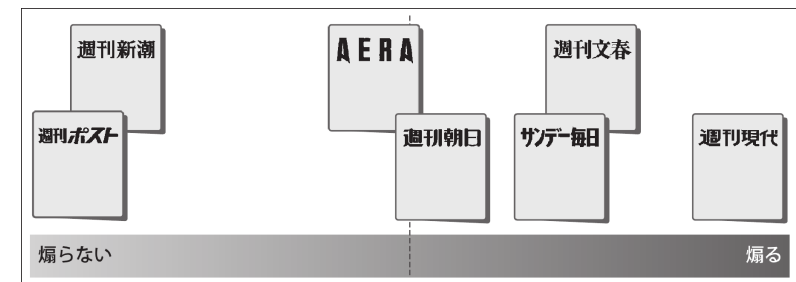 週刊新潮
AERA
週刊文春
週刊ポスト
週刊朝日
サンデー毎日
週刊現代
煽らない
煽る